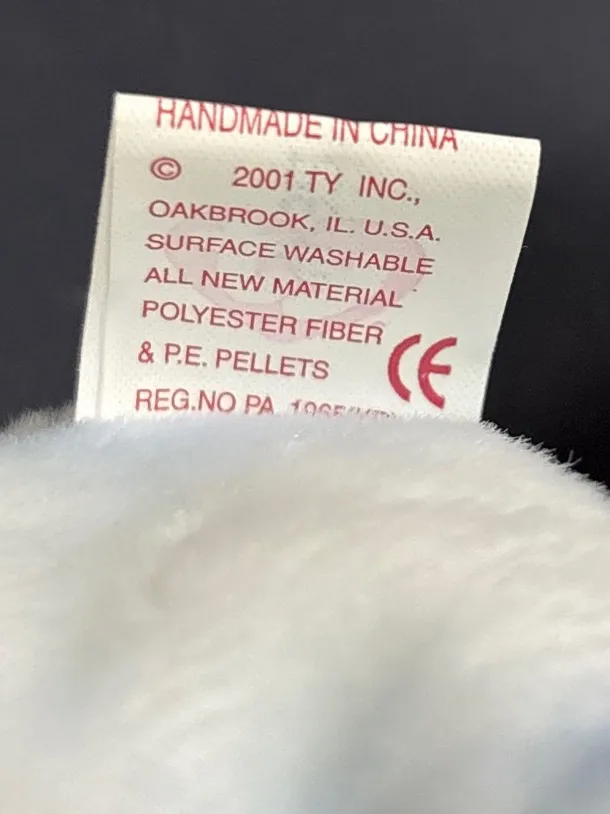 HANDMADE IN CHINA
© 2001 TY INC.,
OAKBROOK, IL. U.S.A.
SURFACE WASHABLE
ALL NEW MATERIAL
POLYESTER FIBER
& P.E. PELLETS
CE
REG.NO PA.